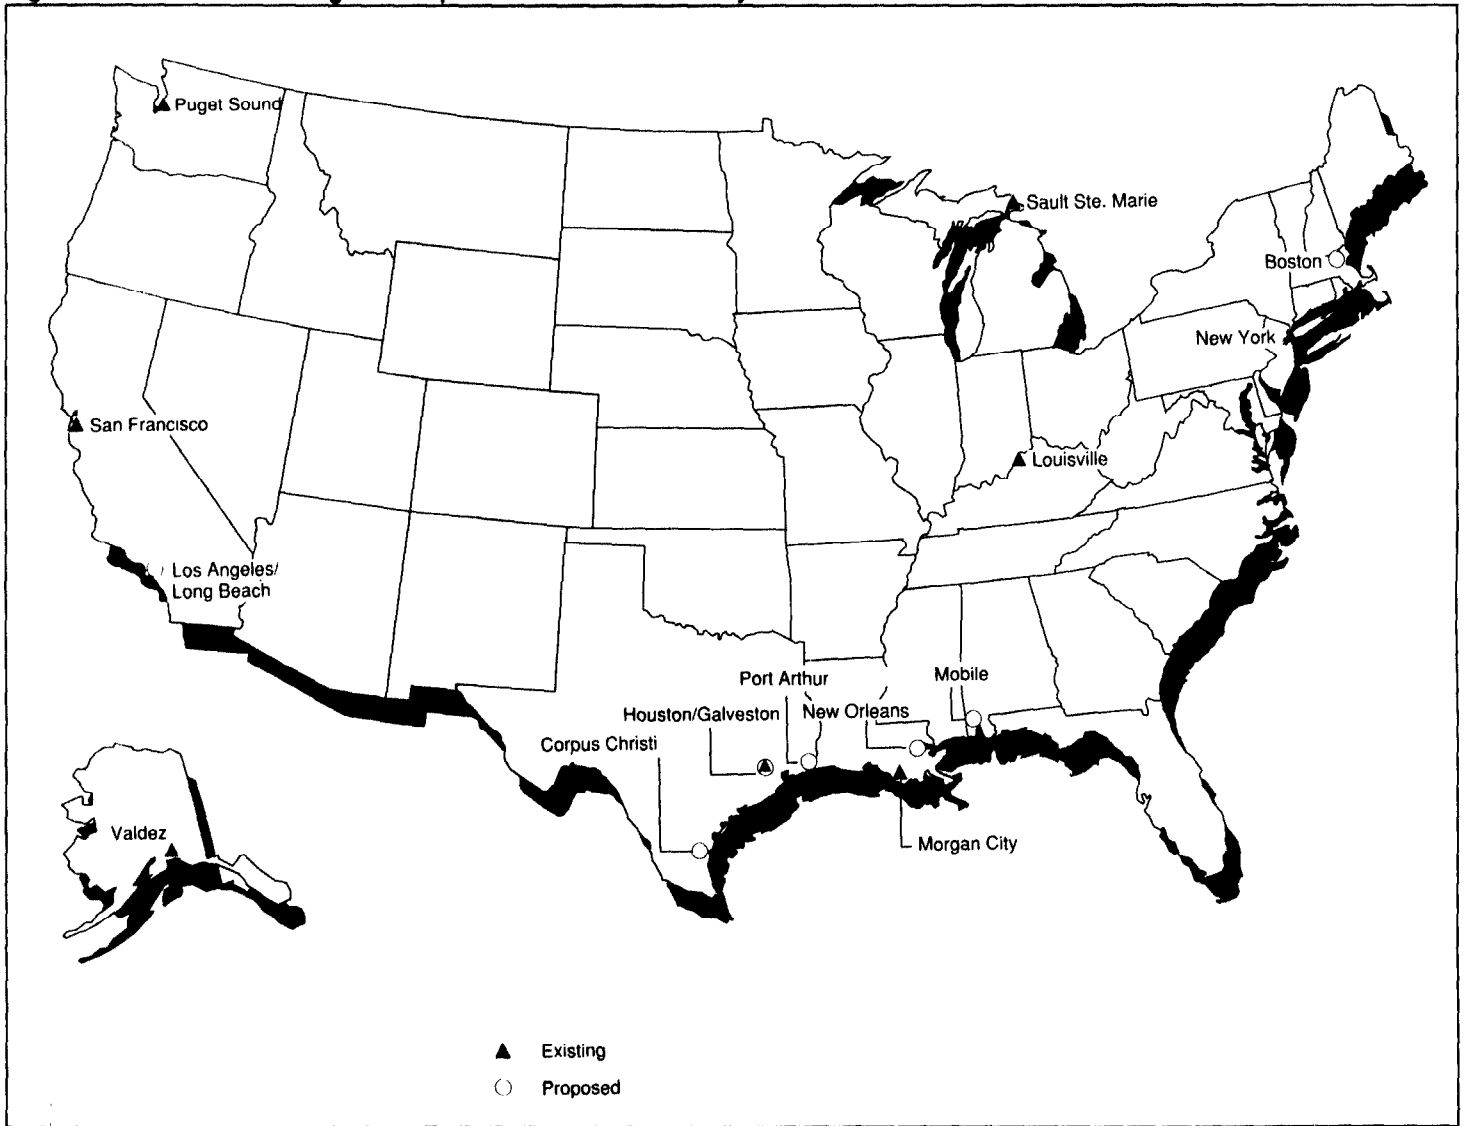 Puget Sound
Sault Ste. Marie
Boston
New York
San Francisco
Louisville
Los Angeles/
Long Beach
Port Arthur
Mobile
Houston/Galveston
New Orleans
Corpus Christi
Valdez
Morgan City
Existing
Proposed